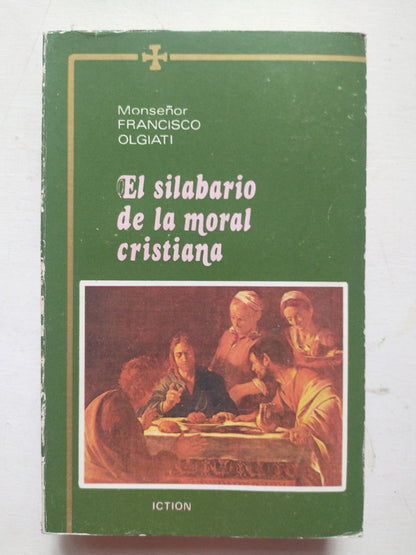 Monseñor
FRANCISCO
OLGIATI
El silabario
de la moral
cristiana
ICTION